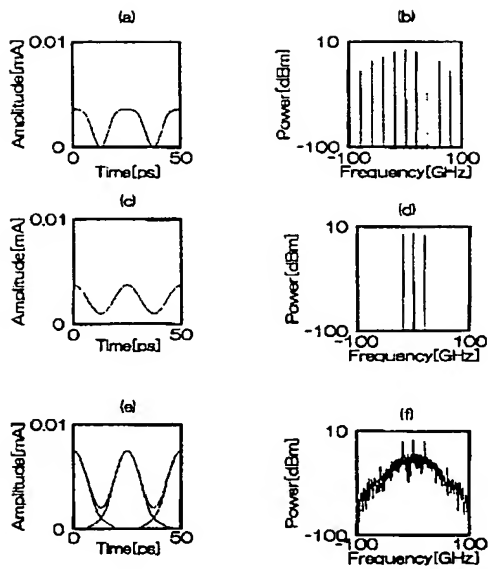 (a)
Amplitude[mA]
0.01
0
0
50
Time[ps]
(b)
Power[dBm]
10
-100
-100
100
Frequency[GHz]
(c)
Amplitude[mA]
0.01
0
0
50
Time[ps]
(d)
Power[dBm]
10
-100
-100
100
Frequency[GHz]
(e)
Amplitude[mA]
0.01
0
0
50
Time[ps]
(f)
Power[dBm]
10
-100
-100
100
Frequency[GHz]